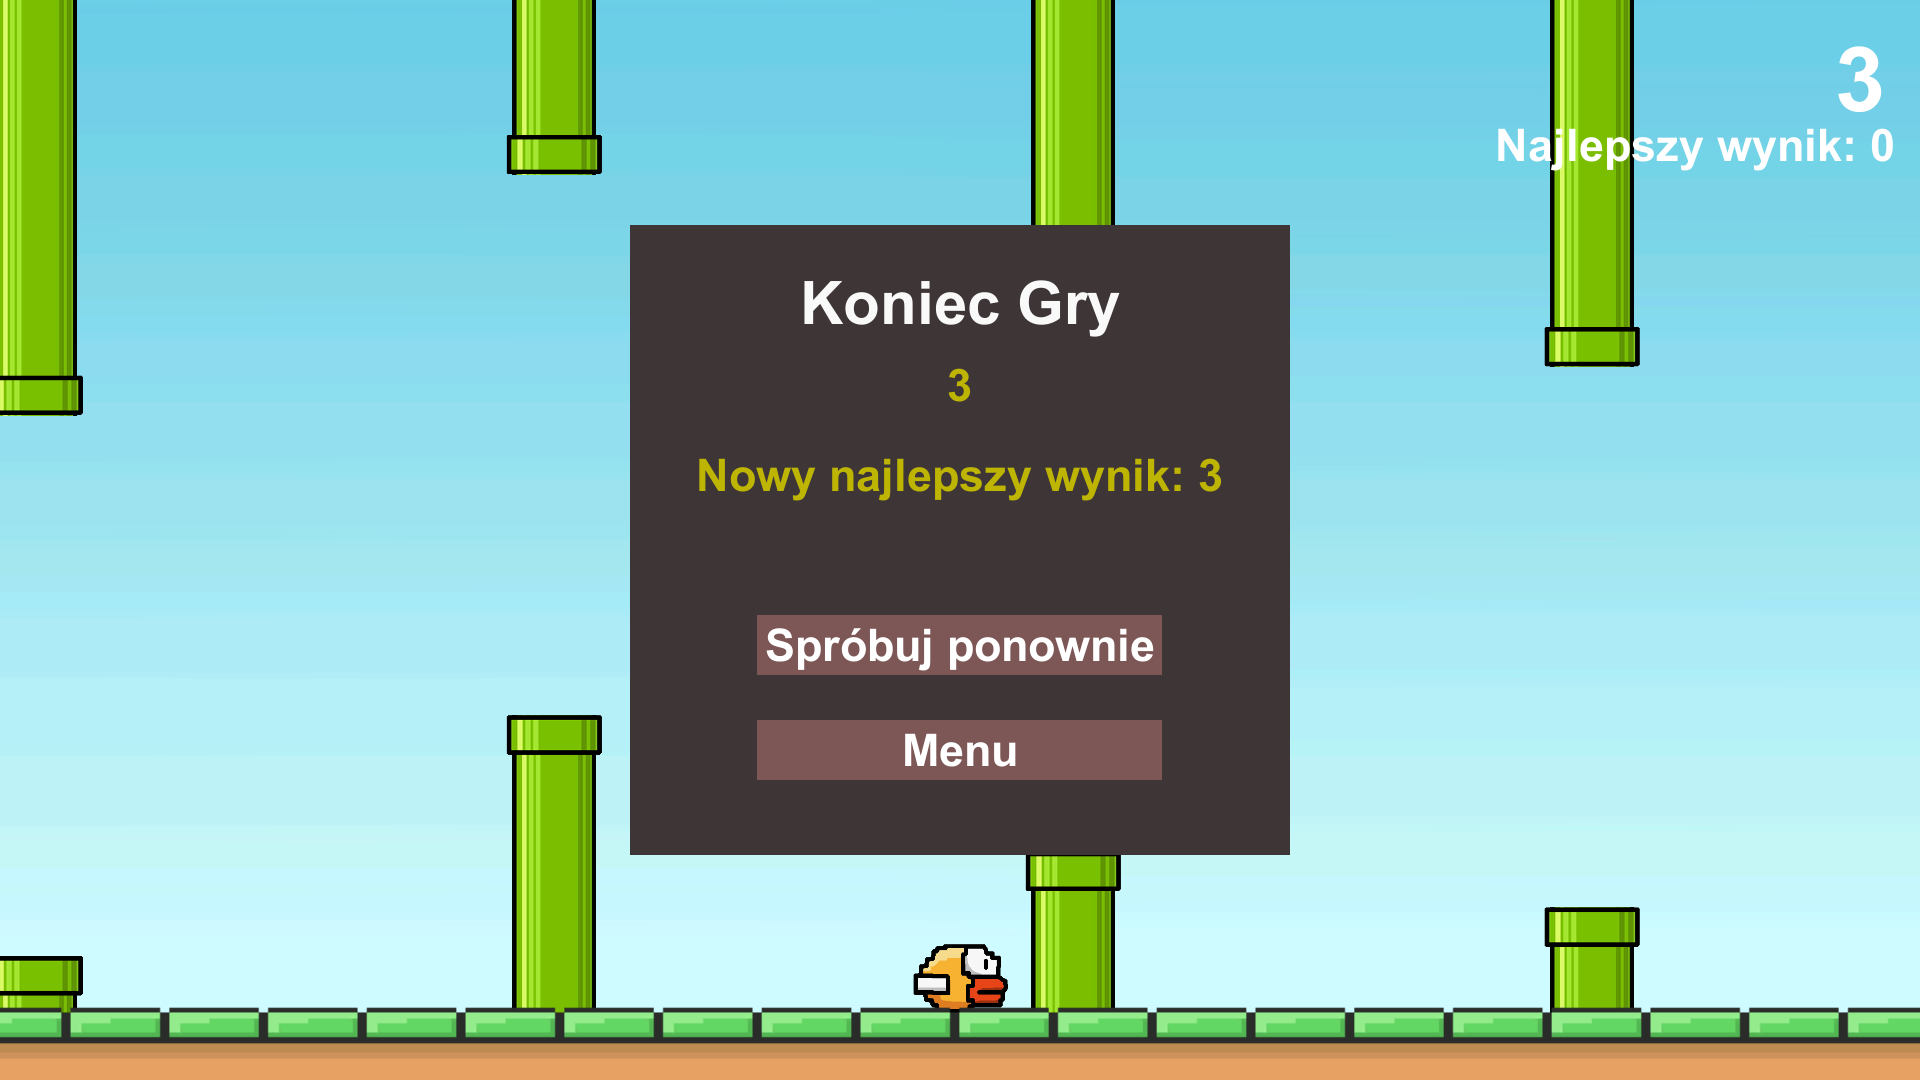 3
Najlepszy wynik: 0
Koniec Gry
3
Nowy najlepszy wynik: 3
Spróbuj ponownie
Menu